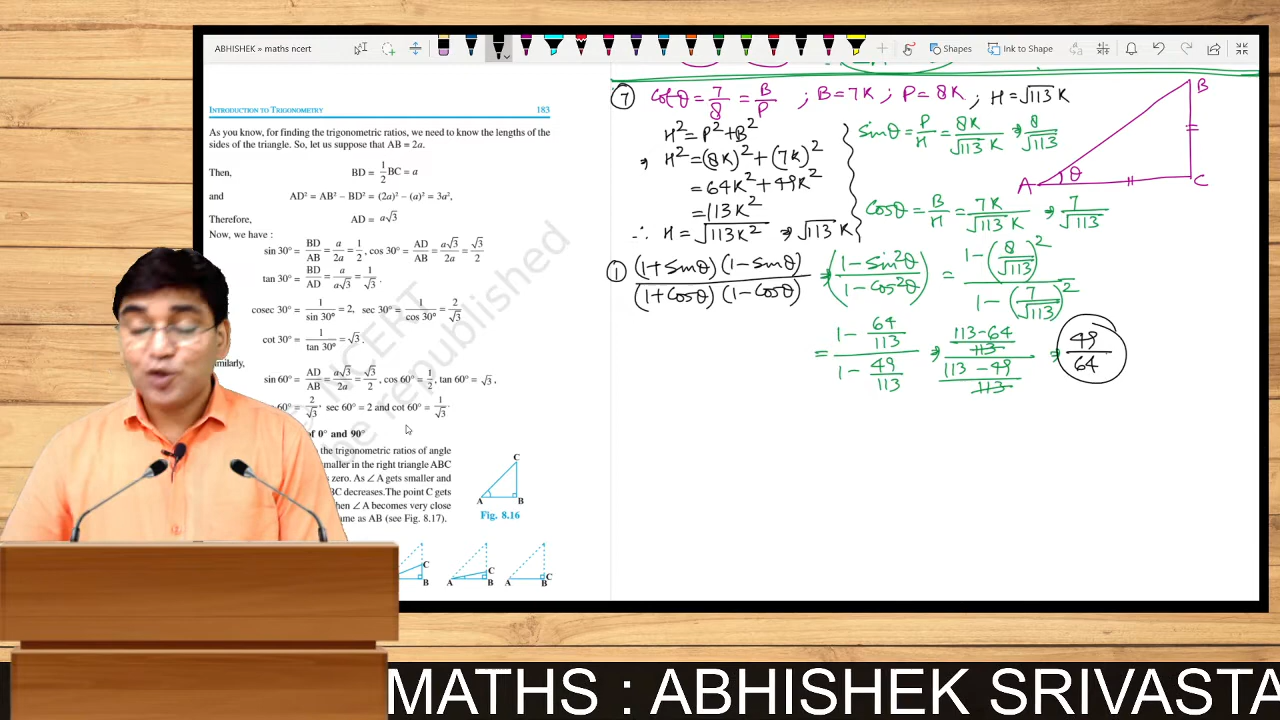 ABHISHEK » maths ncert
Shapes
Ink to Shape
INTRODUCTION TO TRIGONOMETRY 183
As you know, for finding the trigonometric ratios, we need to know the lengths of the
sides of the triangle. So, let us suppose that AB = 2a.
Then, BD = 1/2 BC = a
and AD² = AB² – BD² = (2a)² – (a)² = 3a²,
Therefore, AD = a√3
Now, we have :
sin 30° = BD/AB = a/2a = 1/2, cos 30° = AD/AB = a√3/2a = √3/2
tan 30° = BD/AD = a/a√3 = 1/√3.
cosec 30° = 1/sin 30° = 2, sec 30° = 1/cos 30° = 2/√3
cot 30° = 1/tan 30° = √3.
imilarly,
sin 60° = AD/AB = a√3/2a = √3/2, cos 60° = 1/2, tan 60° = √3,
60° = 2/√3, sec 60° = 2 and cot 60° = 1/√3.
of 0° and 90°
the trigonometric ratios of angle
maller in the right triangle ABC
s zero. As ∠ A gets smaller and
BC decreases.The point C gets
hen ∠ A becomes very close
ame as AB (see Fig. 8.17).
C
A B
Fig. 8.16
C
B
A C
B
A C
B
NCERT
be republished
7 cotθ = 7/8 = B/P ; B = 7K ; P = 8K ; H = √113 K
H² = P² + B²
⇒ H² = (8K)² + (7K)²
= 64K² + 49K²
= 113K²
∴ H = √113K² ⇒ √113 K
sinθ = P/H = 8K/√113 K ⇒ 8/√113
cosθ = B/H = 7K/√113 K ⇒ 7/√113
B
A θ C
① (1+sinθ)(1-sinθ)/(1+cosθ)(1-cosθ) ⇒ (1-sin²θ/1-cos²θ) = 1-(8/√113)²/1-(7/√113)²
= 1-64/113/1-49/113 ⇒ 113-64/113/113-49/113 ⇒ 49/64
MATHS : ABHISHEK SRIVASTA